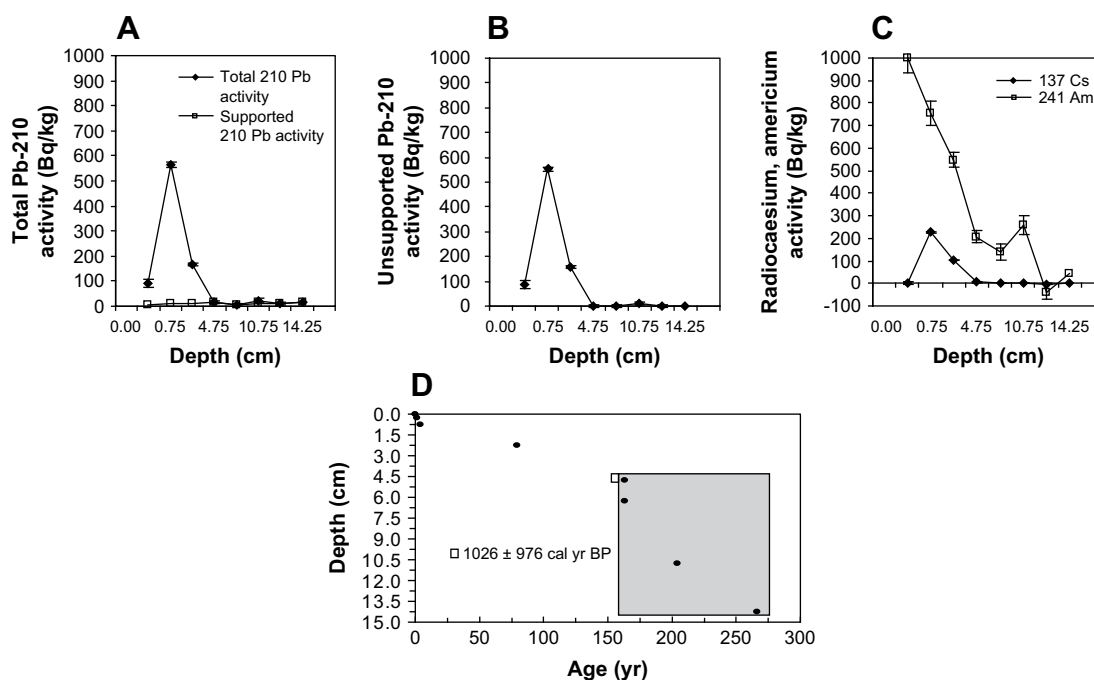 A
Total Pb-210
activity (Bq/kg)
1000
900
800
700
600
500
400
300
200
100
0
Total 210 Pb
activity
Supported
210 Pb activity
0.00 0.75 4.75 10.75 14.25
Depth (cm)
B
Unsupported Pb-210
activity (Bq/kg)
1000
900
800
700
600
500
400
300
200
100
0
0.00 0.75 4.75 10.75 14.25
Depth (cm)
C
Radiocaesium, americium
activity (Bq/kg)
1000
900
800
700
600
500
400
300
200
100
0
-100
137 Cs
241 Am
0.00 0.75 4.75 10.75 14.25
Depth (cm)
D
Depth (cm)
0.0
1.5
3.0
4.5
6.0
7.5
9.0
10.5
12.0
13.5
15.0
1026 ± 976 cal yr BP
0 50 100 150 200 250 300
Age (yr)